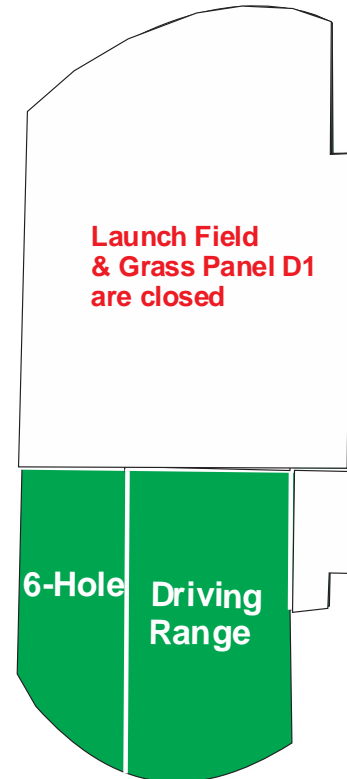 Launch Field
& Grass Panel D1
are closed
6-Hole
Driving
Range